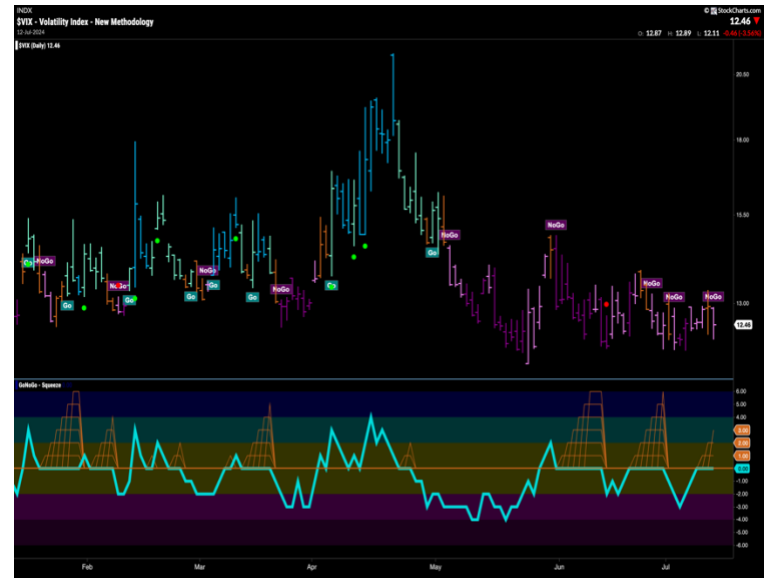 INDX
© StockCharts.com
$VIX - Volatility Index - New Methodology
12.46
12-Jul-2024
O: 12.87 H: 12.89 L: 12.11 -0.46 (-3.56%)
$VIX (Daily) 12.46
20.50
18.00
15.50
NoGo
NoGo
Go NoGo
NoGo
Go
NoGo
NoGo
NoGo
NoGo
NoGo
Go
Go
Go
Go
Go
Go
Go
13.00
12.46
GoNoGo - Squeeze
6.00
5.00
4.00
3.00
2.00
1.00
0.00
-1.00
-2.00
-3.00
-4.00
-5.00
-6.00
Feb Mar Apr May Jun Jul